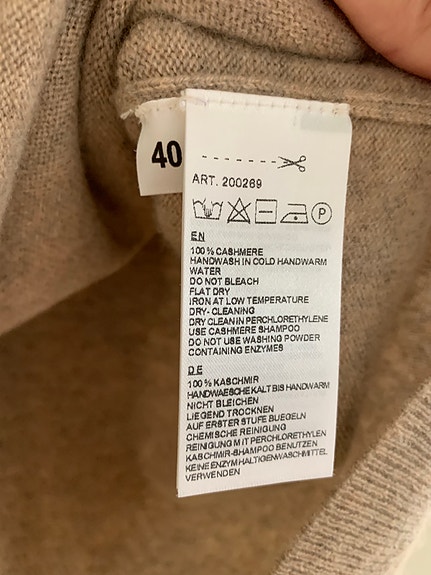 40
ART. 200269
P
EN
100% CASHMERE
HANDWASH IN COLD HANDWARM
WATER
DO NOT BLEACH
FLAT DRY
IRON AT LOW TEMPERATURE
DRY- CLEANING
DRY CLEAN IN PERCHLORETHYLENE
USE CASHMERE SHAMPOO
DO NOT USE WASHING POWDER
CONTAINING ENZYMES
DE
100% KASCHMIR
HANDWAESCHE KALT BIS HANDWARM
NICHT BLEICHEN
LIEGEND TROCKNEN
AUF ERSTER STUFE BUEGELN
CHEMISCHE REINIGUNG
REINIGUNG MIT PERCHLORETHYLEN
KASCHMIR-SHAMPOO BENUTZEN
KEINE ENZYMHALTIGEN WASCHMITTEL
VERWENDEN